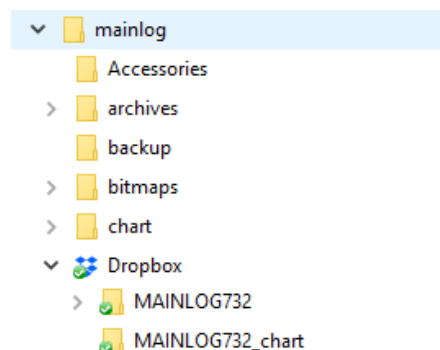 mainlog
Accessories
archives
backup
bitmaps
chart
Dropbox
MAINLOG732
MAINLOG732_chart